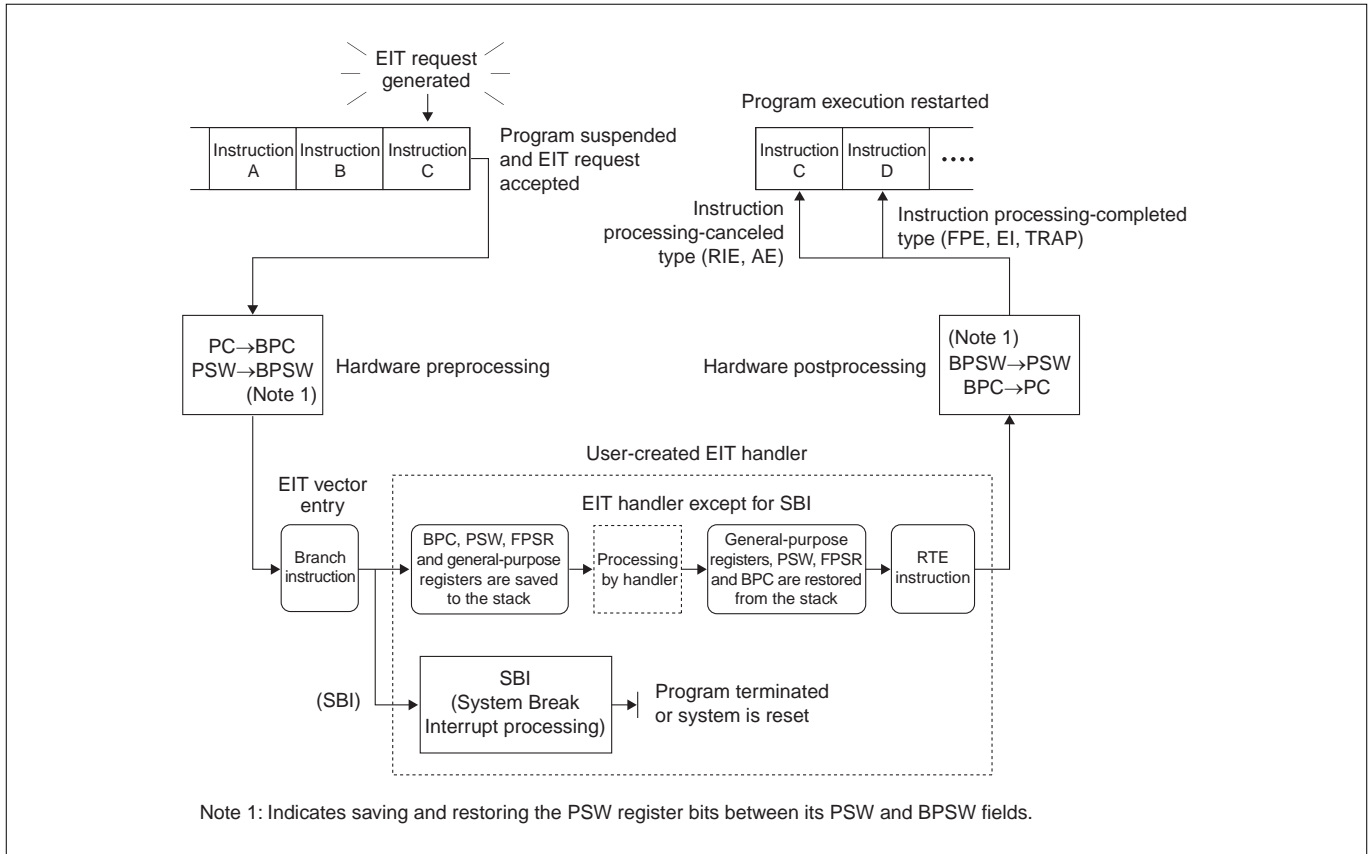 EIT request
generated
Program execution restarted
Instruction
A
Instruction
B
Instruction
C
Program suspended
and EIT request
accepted
Instruction
C
Instruction
D
••••
Instruction
processing-canceled
type (RIE, AE)
Instruction processing-completed
type (FPE, EI, TRAP)
PC→BPC
PSW→BPSW
(Note 1)
Hardware preprocessing
Hardware postprocessing
(Note 1)
BPSW→PSW
BPC→PC
User-created EIT handler
EIT vector
entry
EIT handler except for SBI
Branch
instruction
BPC, PSW, FPSR
and general-purpose
registers are saved
to the stack
Processing
by handler
General-purpose
registers, PSW, FPSR
and BPC are restored
from the stack
RTE
instruction
(SBI)
SBI
(System Break
Interrupt processing)
Program terminated
or system is reset
Note 1: Indicates saving and restoring the PSW register bits between its PSW and BPSW fields.